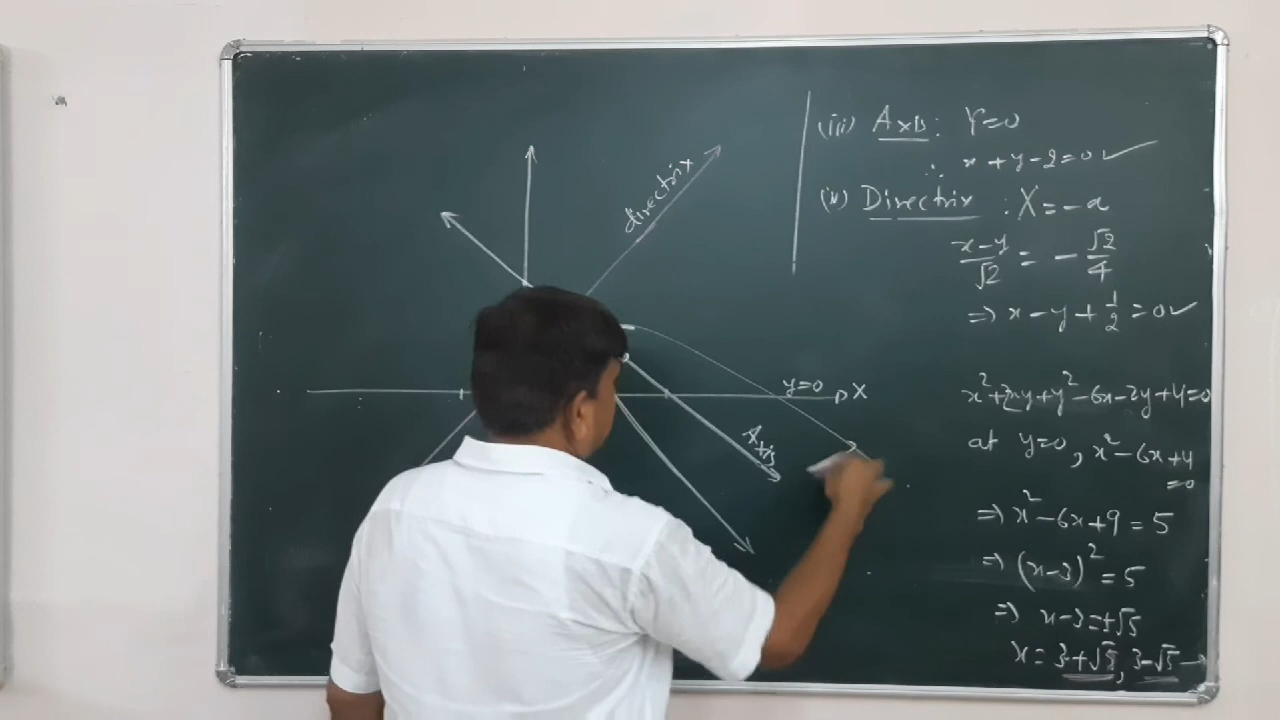 directrix
y=0 X
Axis
(iii) Axis: Y=0
∴ x+y-2=0 ✓
(iv) Directrix : X=-a
(x-y)/√2 = - √2/4
⇒ x-y+1/2=0 ✓
x²+2xy+y²-6x-2y+4=0
at y=0, x²-6x+4
=0
⇒ x²-6x+9=5
⇒ (x-3)²=5
⇒ x-3=±√5
x=3+√5, 3-√5